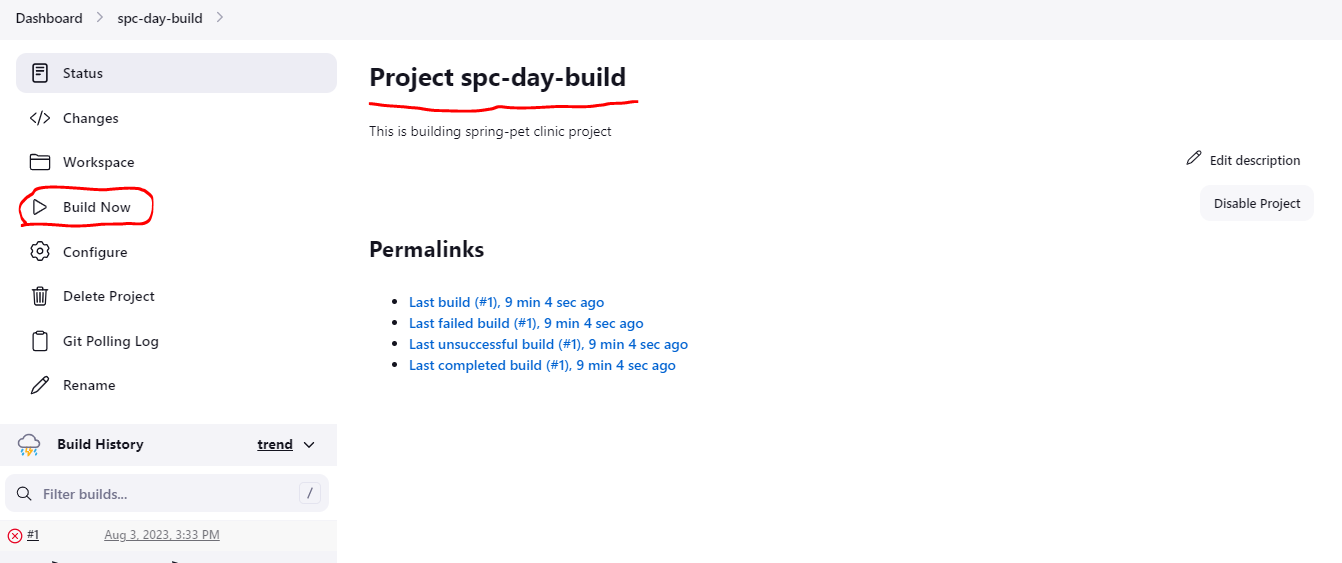 Dashboard > spc-day-build >
Status
Changes
Workspace
Build Now
Configure
Delete Project
Git Polling Log
Rename
Build History trend
Filter builds... /
#1 Aug 3, 2023, 3:33 PM
Project spc-day-build
This is building spring-pet clinic project
Edit description
Disable Project
Permalinks
Last build (#1), 9 min 4 sec ago
Last failed build (#1), 9 min 4 sec ago
Last unsuccessful build (#1), 9 min 4 sec ago
Last completed build (#1), 9 min 4 sec ago